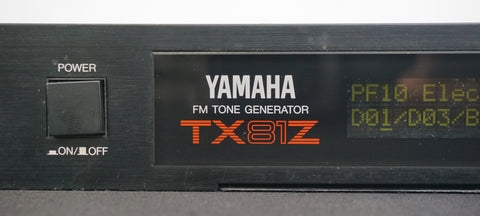 POWER
ON/OFF
YAMAHA
FM TONE GENERATOR
TX81Z
PF10 Elec
D01/D03/B